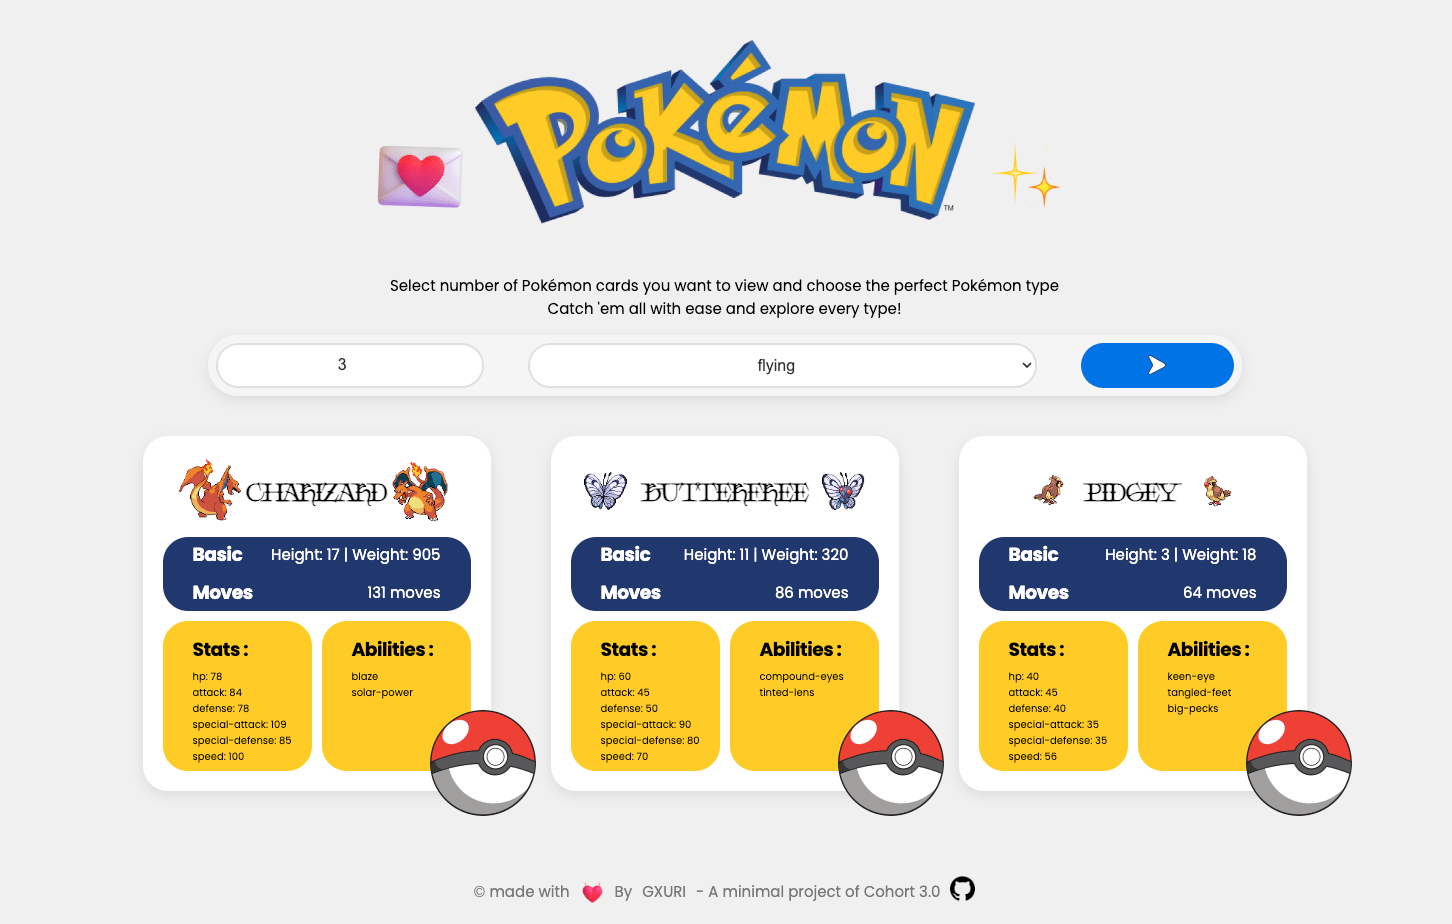 POKéMON
TM
Select number of Pokémon cards you want to view and choose the perfect Pokémon type
Catch 'em all with ease and explore every type!
3
flying
CHARIZARD
Basic Height: 17 | Weight: 905
Moves 131 moves
Stats :
hp: 78
attack: 84
defense: 78
special-attack: 109
special-defense: 85
speed: 100
Abilities :
blaze
solar-power
BUTTERFREE
Basic Height: 11 | Weight: 320
Moves 86 moves
Stats :
hp: 60
attack: 45
defense: 50
special-attack: 90
special-defense: 80
speed: 70
Abilities :
compound-eyes
tinted-lens
PIDGEY
Basic Height: 3 | Weight: 18
Moves 64 moves
Stats :
hp: 40
attack: 45
defense: 40
special-attack: 35
special-defense: 35
speed: 56
Abilities :
keen-eye
tangled-feet
big-pecks
© made with By GXURI - A minimal project of Cohort 3.0